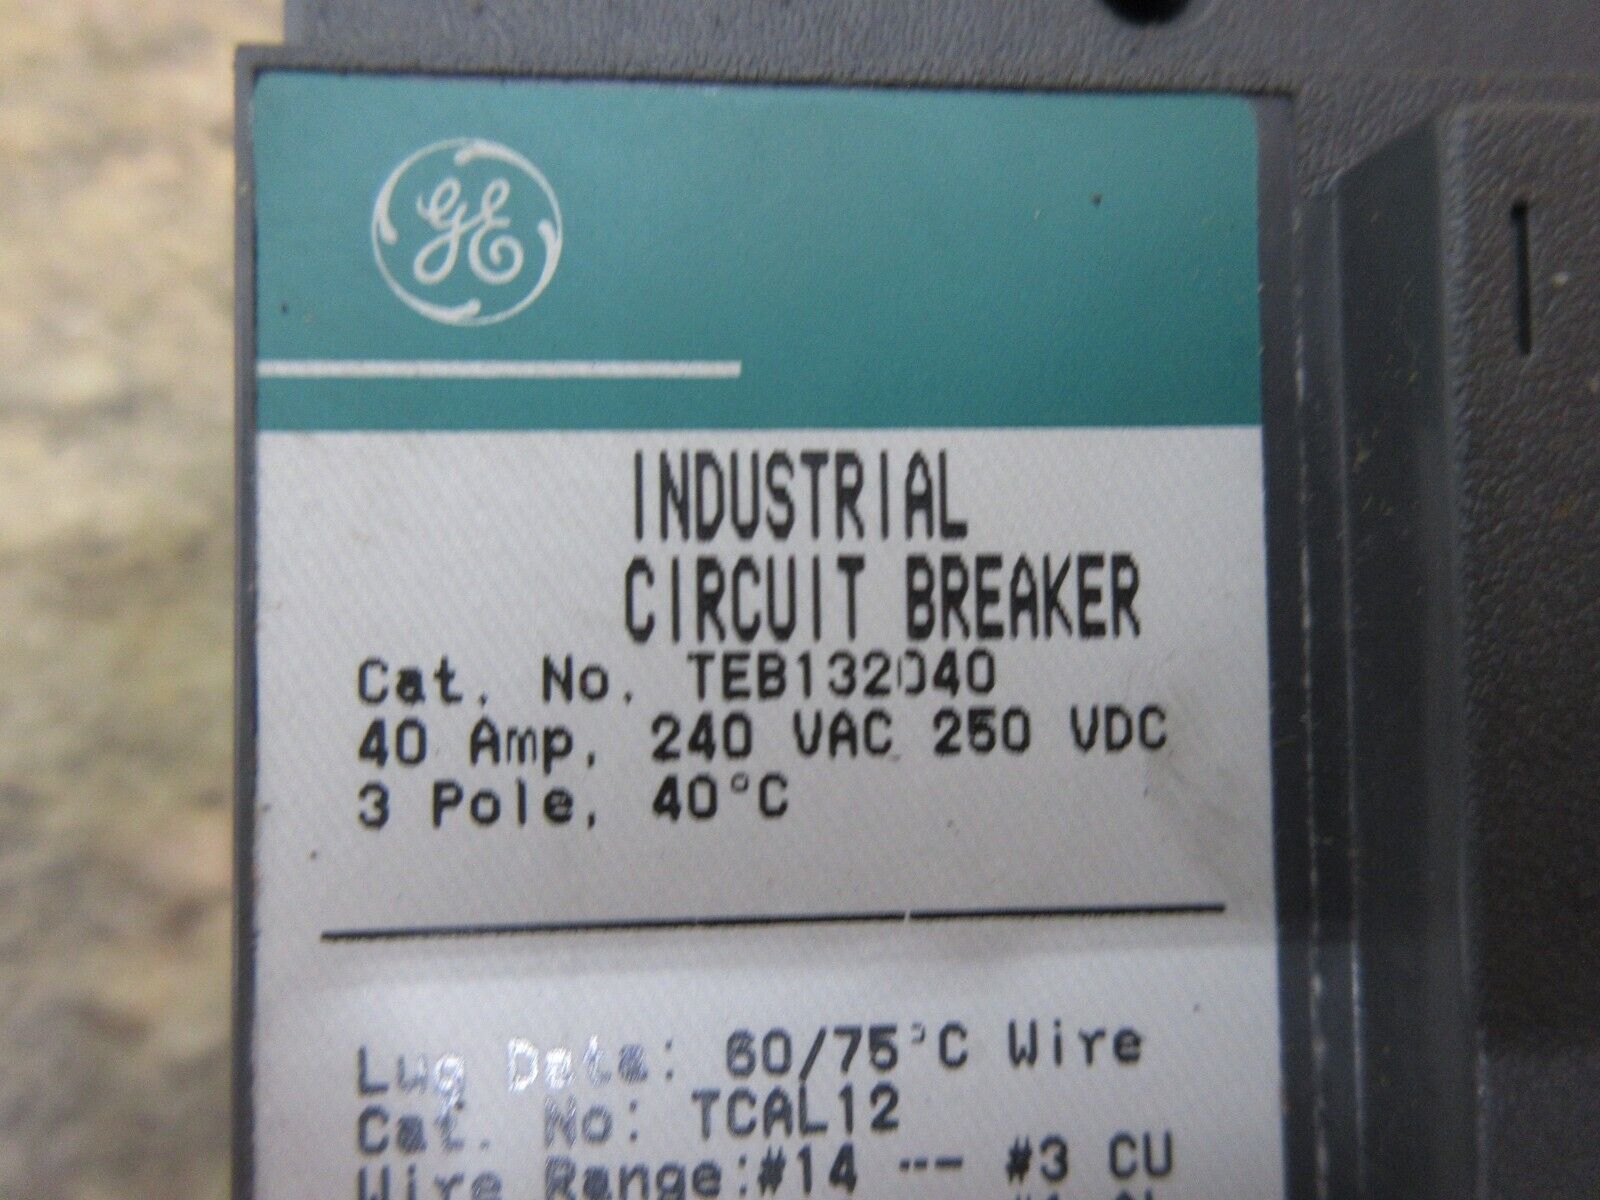 GE
INDUSTRIAL
CIRCUIT BREAKER
Cat. No. TEB132040
40 Amp, 240 VAC 250 VDC
3 Pole, 40°C
Lug Data: 60/75°C Wire
Cat. No: TCAL12
Wire Range:#14 --- #3 CU